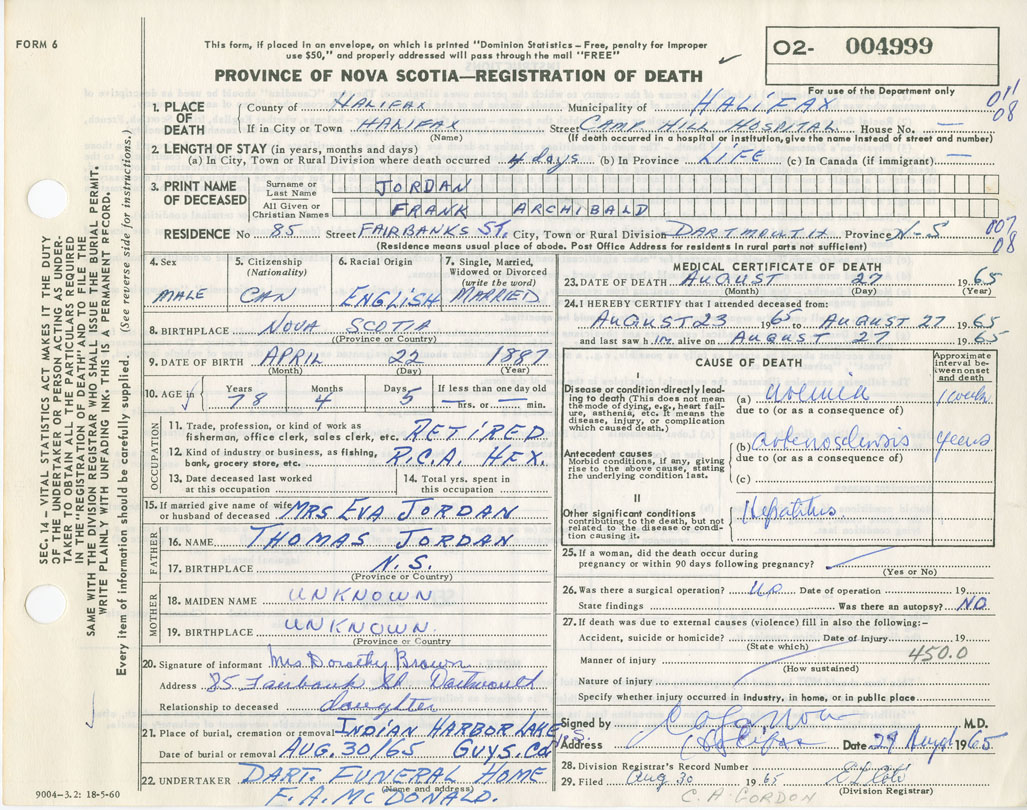 FORM 6
This form, if placed in an envelope, on which is printed "Dominion Statistics – Free, penalty for improper
use $50," and properly addressed will pass through the mail "FREE"
PROVINCE OF NOVA SCOTIA—REGISTRATION OF DEATH
O2- 004999
For use of the Department only
011
08
1. PLACE OF DEATH
County of HALIFAX Municipality of HALIFAX
If in City or Town HALIFAX Street CAMP HILL HOSPITAL House No. —
(Name) (If death occurred in a hospital or institution, give the name instead of street and number)
2. LENGTH OF STAY (in years, months and days)
(a) In City, Town or Rural Division where death occurred 4 days (b) In Province LIFE (c) In Canada (if immigrant) —
3. PRINT NAME OF DECEASED
Surname or Last Name JORDAN
All Given or Christian Names FRANK ARCHIBALD
RESIDENCE No 85 Street FAIRBANKS ST. City, Town or Rural Division DARTMOUTH Province N-S
007
08
(Residence means usual place of abode. Post Office Address for residents in rural parts not sufficient)
4. Sex MALE
5. Citizenship (Nationality) CAN
6. Racial Origin ENGLISH
7. Single, Married, Widowed or Divorced (write the word) MARRIED
8. BIRTHPLACE NOVA SCOTIA
(Province or Country)
9. DATE OF BIRTH APRIL 22 1887
(Month) (Day) (Year)
10. AGE in Years Months Days If less than one day old
78 4 5 — hrs. or — min.
OCCUPATION
11. Trade, profession, or kind of work as
fisherman, office clerk, sales clerk, etc. RETIRED
12. Kind of industry or business, as fishing,
bank, grocery store, etc. R.C.A. HFX.
13. Date deceased last worked
at this occupation
14. Total yrs. spent in
this occupation
15. If married give name of wife
or husband of deceased MRS EVA JORDAN
FATHER
16. NAME THOMAS JORDAN
17. BIRTHPLACE N.S.
(Province or Country)
MOTHER
18. MAIDEN NAME UNKNOWN
19. BIRTHPLACE UNKNOWN
(Province or Country
20. Signature of informant Mrs Dorothy Brown
Address 85 Fairbanks St. Dartmouth
Relationship to deceased daughter
21. Place of burial, cremation or removal INDIAN HARBOR LAKE N.S.
Date of burial or removal AUG. 30/65 GUYS. CO
22. UNDERTAKER DART. FUNERAL HOME
(Name and address)
F. A. MCDONALD.
MEDICAL CERTIFICATE OF DEATH
23. DATE OF DEATH AUGUST 27 1965
(Month) (Day) (Year)
24. I HEREBY CERTIFY that I attended deceased from:
AUGUST 23 1965 to AUGUST 27 1965
and last saw him alive on AUGUST 27 1965
CAUSE OF DEATH
Approximate interval between onset and death
I
Disease or condition directly leading to death (This does not mean the mode of dying, e.g., heart failure, asthenia, etc. It means the disease, injury, or complication which caused death.)
(a) Uremia 1 week
due to (or as a consequence of)
Antecedent causes
Morbid conditions, if any, giving rise to the above cause, stating the underlying condition last.
(b) arteriosclerosis years
due to (or as a consequence of)
(c)
II
Other significant conditions
contributing to the death, but not related to the disease or condition causing it.
Hepatitis
25. If a woman, did the death occur during
pregnancy or within 90 days following pregnancy?
(Yes or No)
26. Was there a surgical operation? Date of operation 19
State findings Was there an autopsy? NO
27. If death was due to external causes (violence) fill in also the following:-
Accident, suicide or homicide? Date of injury 19
(State which)
450.0
Manner of injury
(How sustained)
Nature of injury
Specify whether injury occurred in industry, in home, or in public place
Signed by M.D.
Address Halifax Date 29 1965
28. Division Registrar's Record Number
29. Filed Aug 30 1965
(Division Registrar)
C. A. GORDON
SEC. 14 – VITAL STATISTICS ACT MAKES IT THE DUTY
OF THE UNDERTAKER OR PERSON ACTING AS UNDER-
TAKER TO OBTAIN ALL THE PARTICULARS REQUIRED
IN THE "REGISTRATION OF DEATH" AND TO FILE THE
SAME WITH THE DIVISION REGISTRAR WHO SHALL ISSUE THE BURIAL PERMIT.
WRITE PLAINLY WITH UNFADING INK. THIS IS A PERMANENT RECORD.
Every item of information should be carefully supplied. (See reverse side for instructions.)
9004–3.2: 18-5-60